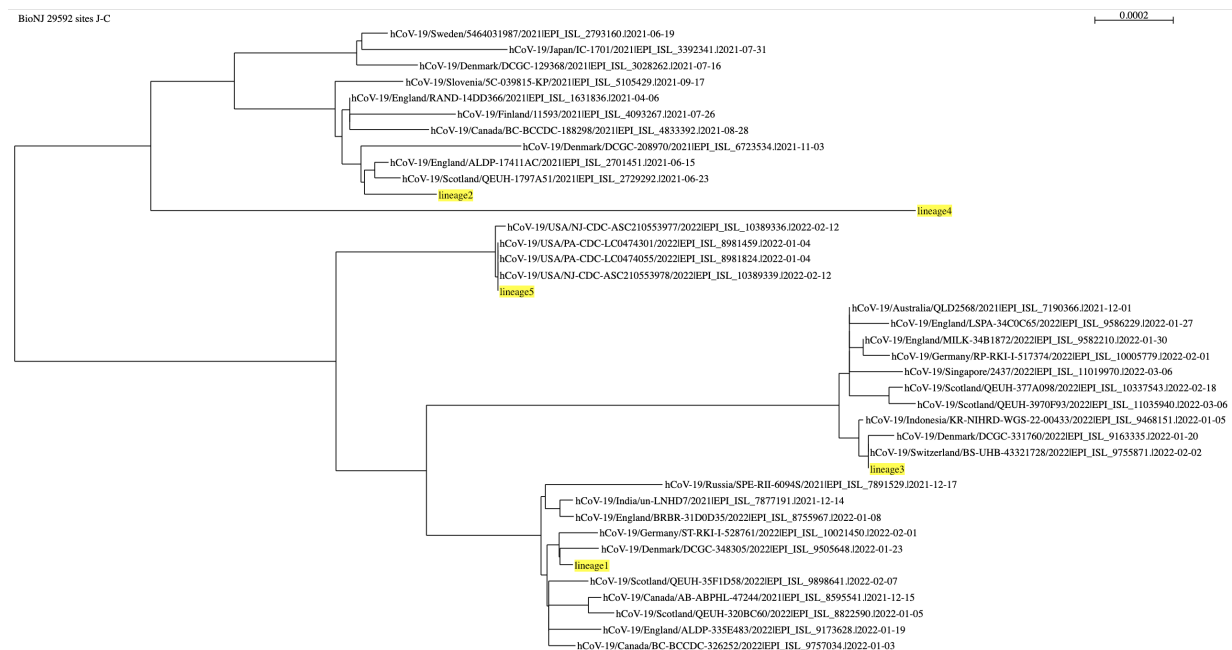 BioNJ 29592 sites J-C
0.0002
hCoV-19/Sweden/5464031987/2021|EPI_ISL_2793160.|2021-06-19
hCoV-19/Japan/IC-1701/2021|EPI_ISL_3392341.|2021-07-31
hCoV-19/Denmark/DCGC-129368/2021|EPI_ISL_3028262.|2021-07-16
hCoV-19/Slovenia/5C-039815-KP/2021|EPI_ISL_5105429.|2021-09-17
hCoV-19/England/RAND-14DD366/2021|EPI_ISL_1631836.|2021-04-06
hCoV-19/Finland/11593/2021|EPI_ISL_4093267.|2021-07-26
hCoV-19/Canada/BC-BCCDC-188298/2021|EPI_ISL_4833392.|2021-08-28
hCoV-19/Denmark/DCGC-208970/2021|EPI_ISL_6723534.|2021-11-03
hCoV-19/England/ALDP-17411AC/2021|EPI_ISL_2701451.|2021-06-15
hCoV-19/Scotland/QEUH-1797A51/2021|EPI_ISL_2729292.|2021-06-23
lineage2
lineage4
hCoV-19/USA/NJ-CDC-ASC210553977/2022|EPI_ISL_10389336.|2022-02-12
hCoV-19/USA/PA-CDC-LC0474301/2022|EPI_ISL_8981459.|2022-01-04
hCoV-19/USA/PA-CDC-LC0474055/2022|EPI_ISL_8981824.|2022-01-04
hCoV-19/USA/NJ-CDC-ASC210553978/2022|EPI_ISL_10389339.|2022-02-12
lineage5
hCoV-19/Australia/QLD2568/2021|EPI_ISL_7190366.|2021-12-01
hCoV-19/England/LSPA-34C0C65/2022|EPI_ISL_9586229.|2022-01-27
hCoV-19/England/MILK-34B1872/2022|EPI_ISL_9582210.|2022-01-30
hCoV-19/Germany/RP-RKI-I-517374/2022|EPI_ISL_10005779.|2022-02-01
hCoV-19/Singapore/2437/2022|EPI_ISL_11019970.|2022-03-06
hCoV-19/Scotland/QEUH-377A098/2022|EPI_ISL_10337543.|2022-02-18
hCoV-19/Scotland/QEUH-3970F93/2022|EPI_ISL_11035940.|2022-03-06
hCoV-19/Indonesia/KR-NIHRD-WGS-22-00433/2022|EPI_ISL_9468151.|2022-01-05
hCoV-19/Denmark/DCGC-331760/2022|EPI_ISL_9163335.|2022-01-20
hCoV-19/Switzerland/BS-UHB-43321728/2022|EPI_ISL_9755871.|2022-02-02
lineage3
hCoV-19/Russia/SPE-RII-6094S/2021|EPI_ISL_7891529.|2021-12-17
hCoV-19/India/un-LNHD7/2021|EPI_ISL_7877191.|2021-12-14
hCoV-19/England/BRBR-31D0D35/2022|EPI_ISL_8755967.|2022-01-08
hCoV-19/Germany/ST-RKI-I-528761/2022|EPI_ISL_10021450.|2022-02-01
hCoV-19/Denmark/DCGC-348305/2022|EPI_ISL_9505648.|2022-01-23
lineage1
hCoV-19/Scotland/QEUH-35F1D58/2022|EPI_ISL_9898641.|2022-02-07
hCoV-19/Canada/AB-ABPHL-47244/2021|EPI_ISL_8595541.|2021-12-15
hCoV-19/Scotland/QEUH-320BC60/2022|EPI_ISL_8822590.|2022-01-05
hCoV-19/England/ALDP-335E483/2022|EPI_ISL_9173628.|2022-01-19
hCoV-19/Canada/BC-BCCDC-326252/2022|EPI_ISL_9757034.|2022-01-03